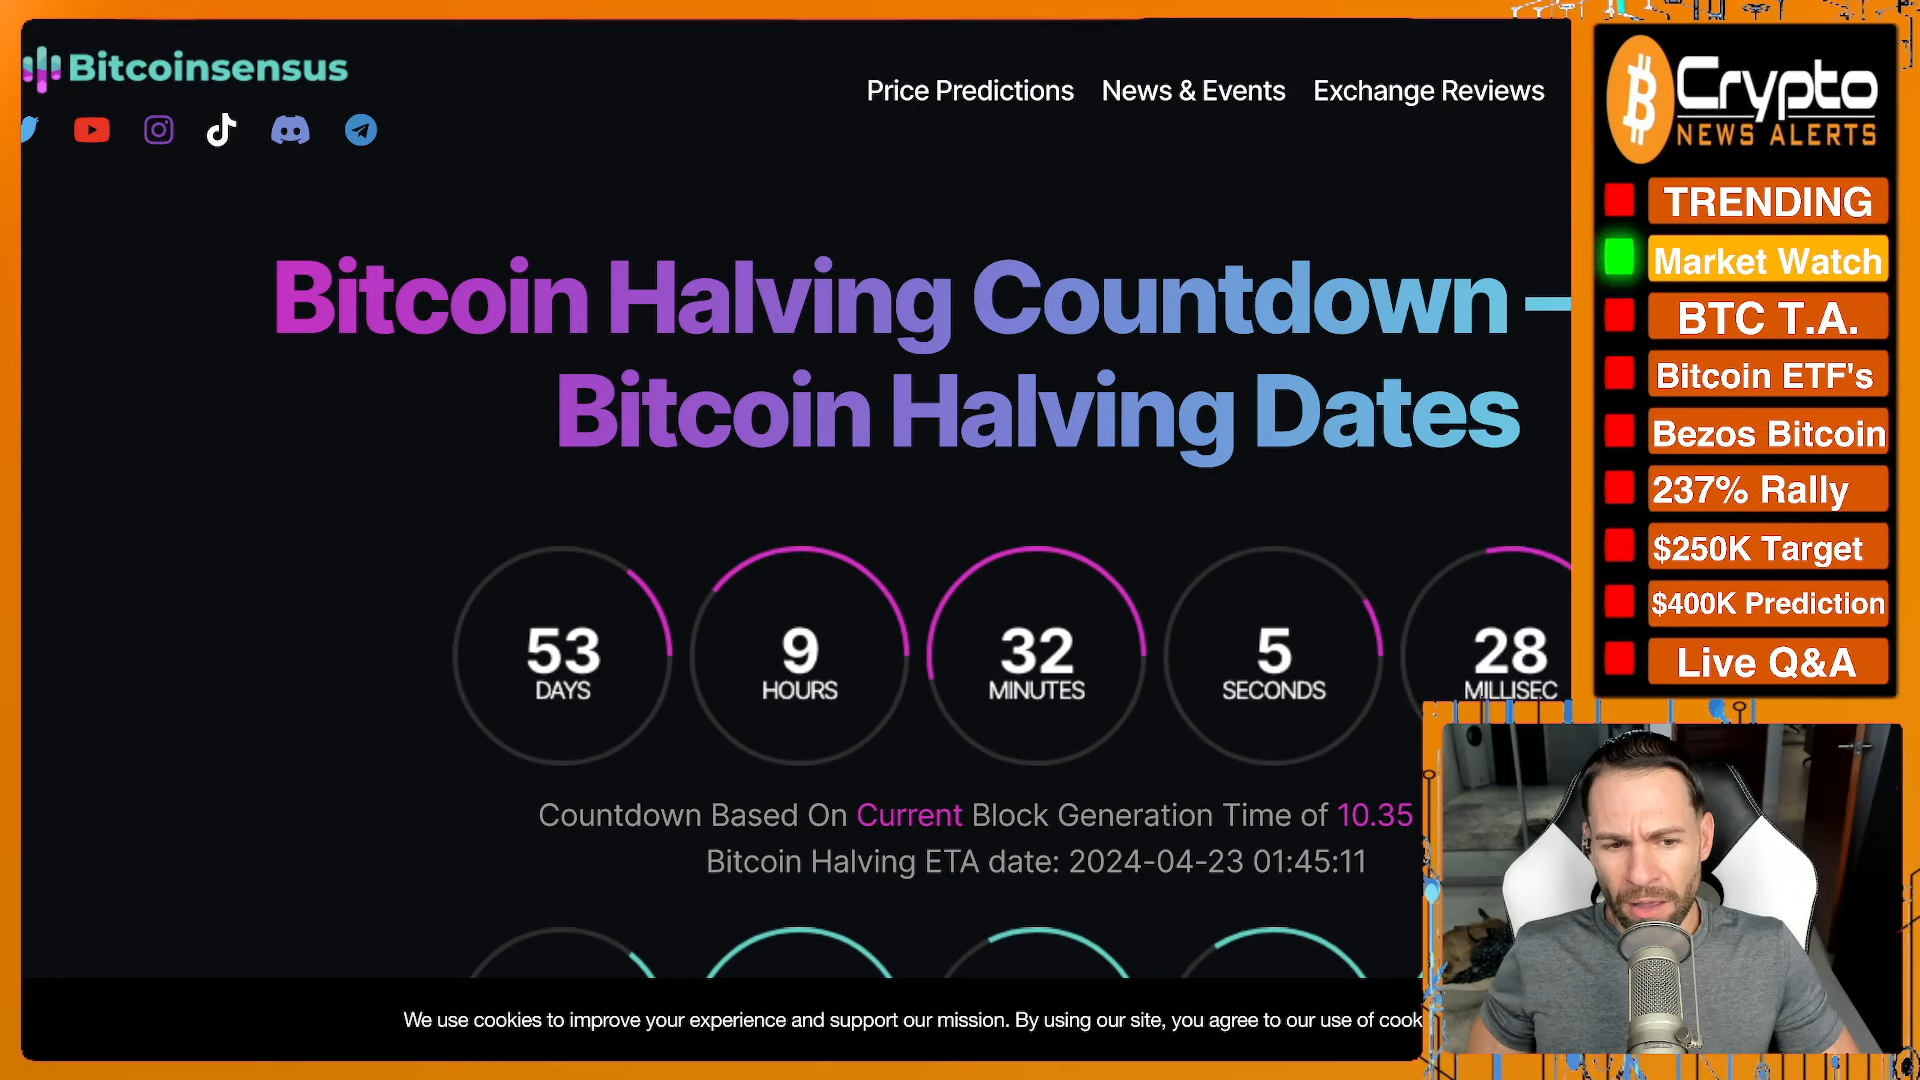 Bitcoinsensus
Price Predictions News & Events Exchange Reviews
Bitcoin Halving Countdown –
Bitcoin Halving Dates
53
DAYS
9
HOURS
32
MINUTES
5
SECONDS
28
MILLISEC
Countdown Based On Current Block Generation Time of 10.35
Bitcoin Halving ETA date: 2024-04-23 01:45:11
We use cookies to improve your experience and support our mission. By using our site, you agree to our use of cook
Crypto
NEWS ALERTS
TRENDING
Market Watch
BTC T.A.
Bitcoin ETF's
Bezos Bitcoin
237% Rally
$250K Target
$400K Prediction
Live Q&A